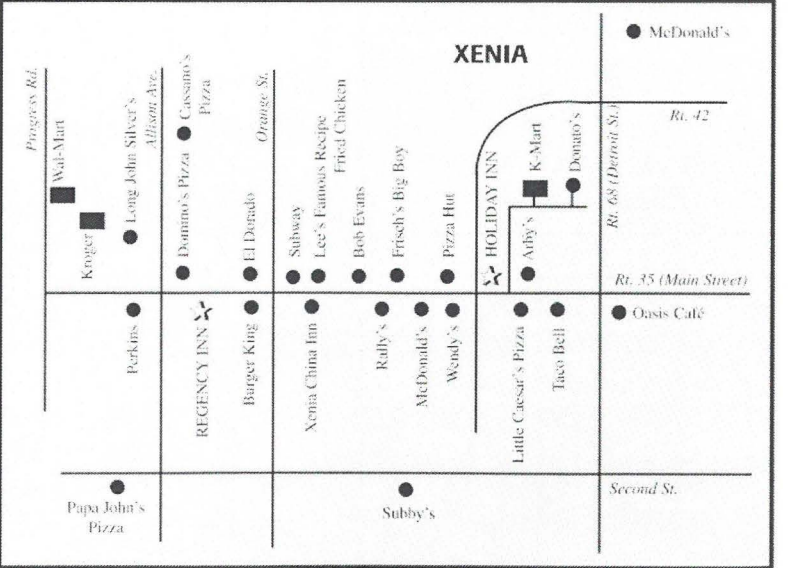 XENIA
McDonald's
Rt. 42
Progress Rd.
Wal-Mart
Kroger
Long John Silver's
Allison Ave.
Domino's Pizza
Cassano's
Pizza
El Dorado
Orange St.
Subway
Lee's Famous Recipe
Fried Chicken
Bob Evans
Frisch's Big Boy
Pizza Hut
HOLIDAY INN
Arby's
K-Mart
Donato's
Rt. 68 (Detroit St.)
Rt. 35 (Main Street)
Perkins
REGENCY INN
Burger King
Xenia China Inn
Rally's
McDonald's
Wendy's
Little Caesar's Pizza
Taco Bell
Oasis Café
Papa John's
Pizza
Subby's
Second St.